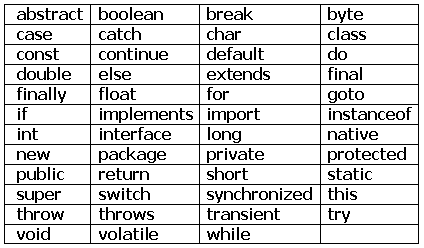 abstract boolean break byte
case catch char class
const continue default do
double else extends final
finally float for goto
if implements import instanceof
int interface long native
new package private protected
public return short static
super switch synchronized this
throw throws transient try
void volatile while